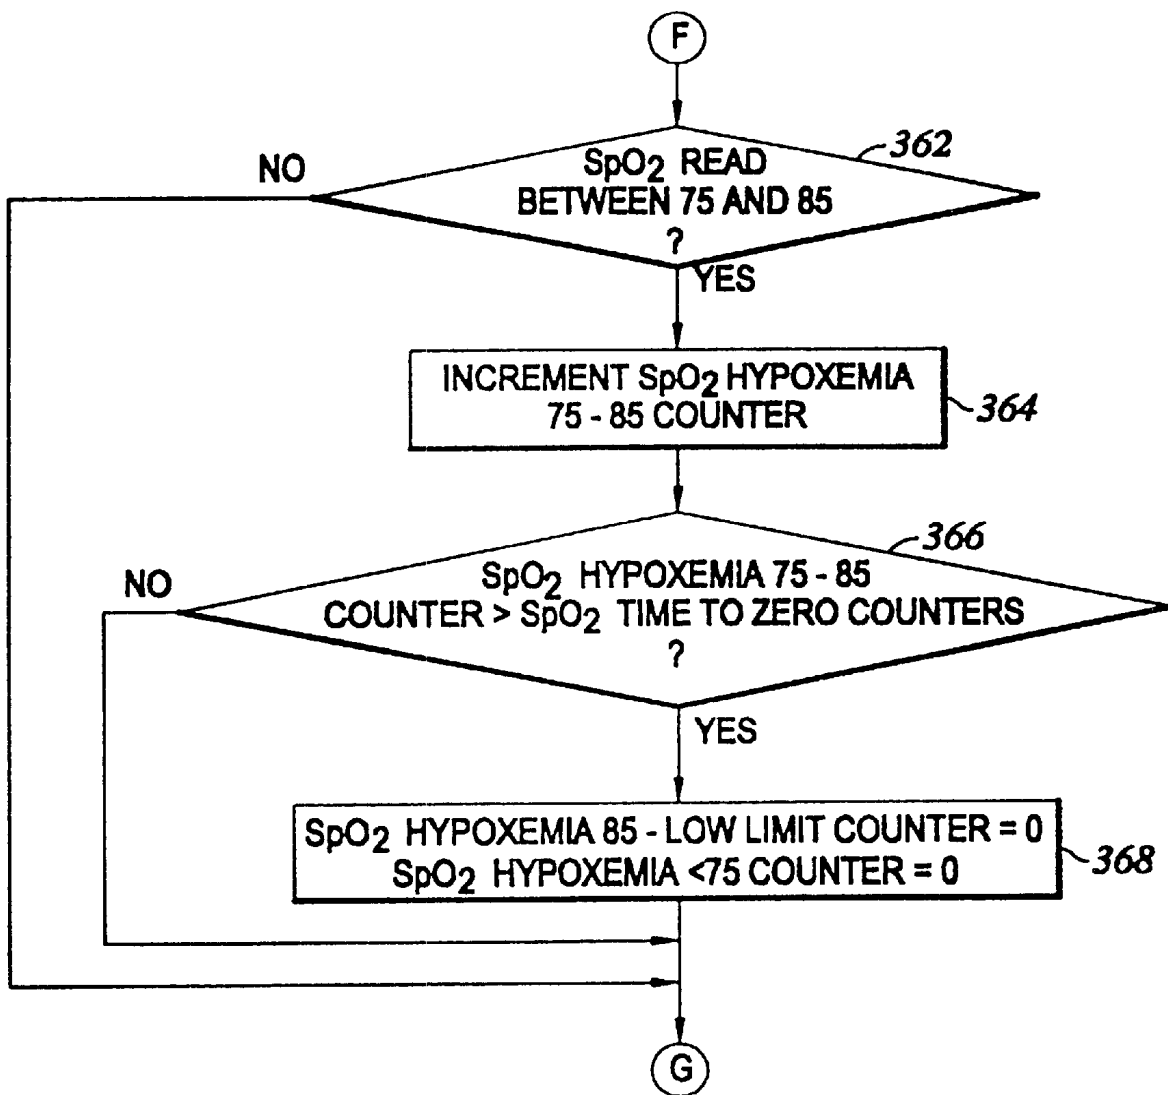 F
362
SpO2 READ
BETWEEN 75 AND 85
?
NO
YES
INCREMENT SpO2 HYPOXEMIA
75 - 85 COUNTER
364
366
SpO2 HYPOXEMIA 75 - 85
COUNTER > SpO2 TIME TO ZERO COUNTERS
?
NO
YES
SpO2 HYPOXEMIA 85 - LOW LIMIT COUNTER = 0
SpO2 HYPOXEMIA <75 COUNTER = 0
368
G